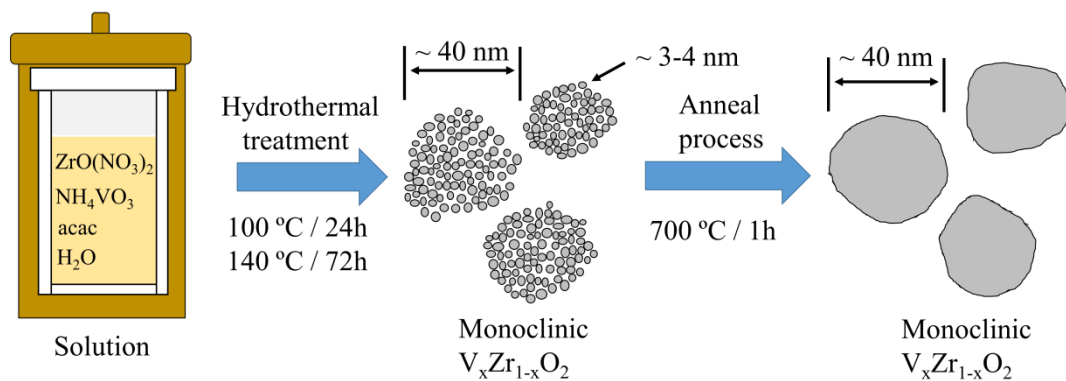 ZrO(NO₃)₂
NH₄VO₃
acac
H₂O
Solution
Hydrothermal
treatment
100 ºC / 24h
140 ºC / 72h
~ 40 nm
~ 3-4 nm
Monoclinic
VₓZr₁₋ₓO₂
Anneal
process
700 ºC / 1h
~ 40 nm
Monoclinic
VₓZr₁₋ₓO₂